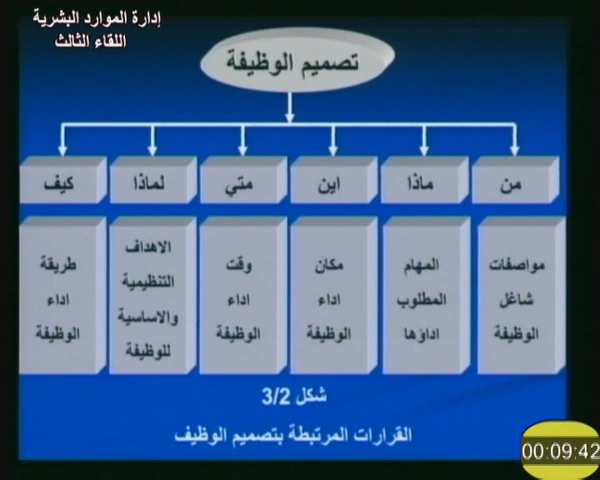 إدارة الموارد البشرية
اللقاء الثالث
تصميم الوظيفة
من
ماذا
اين
متي
لماذا
كيف
مواصفات
شاغل
الوظيفة
المهام
المطلوب
اداؤها
مكان
اداء
الوظيفة
وقت
اداء
الوظيفة
الاهداف
التنظيمية
والاساسية
للوظيفة
طريقة
اداء
الوظيفة
شكل 3/2
القرارات المرتبطة بتصميم الوظيف
00:09:42